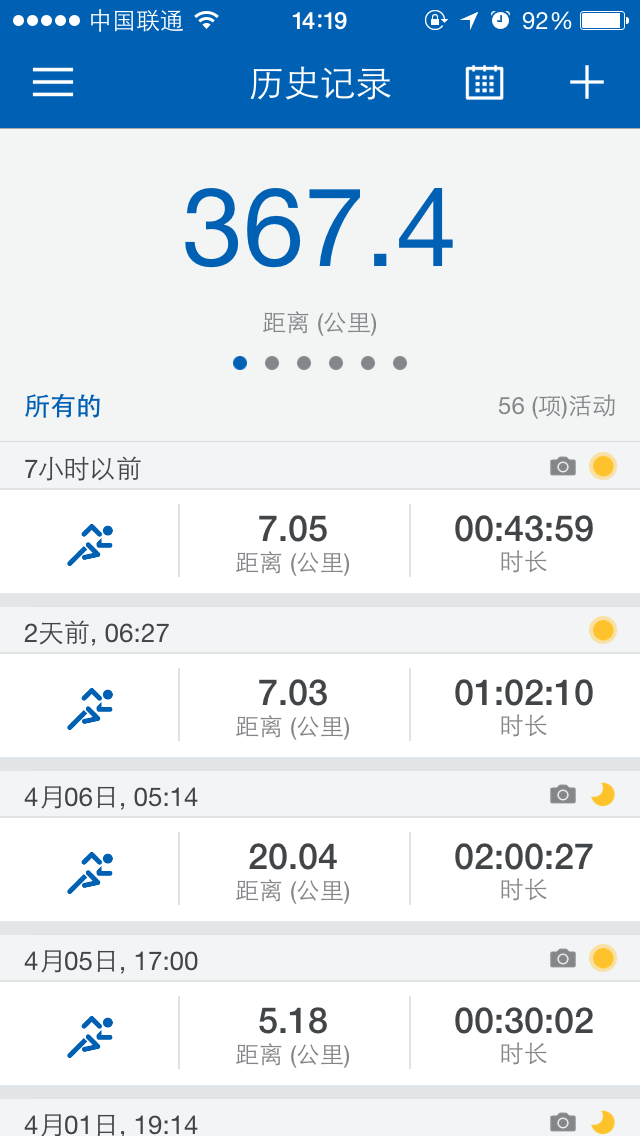 中国联通 14:19 92%
历史记录
367.4
距离 (公里)
所有的 56 (项)活动
7小时以前
7.05 00:43:59
距离 (公里) 时长
2天前, 06:27
7.03 01:02:10
距离 (公里) 时长
4月06日, 05:14
20.04 02:00:27
距离 (公里) 时长
4月05日, 17:00
5.18 00:30:02
距离 (公里) 时长
4月01日, 19:14